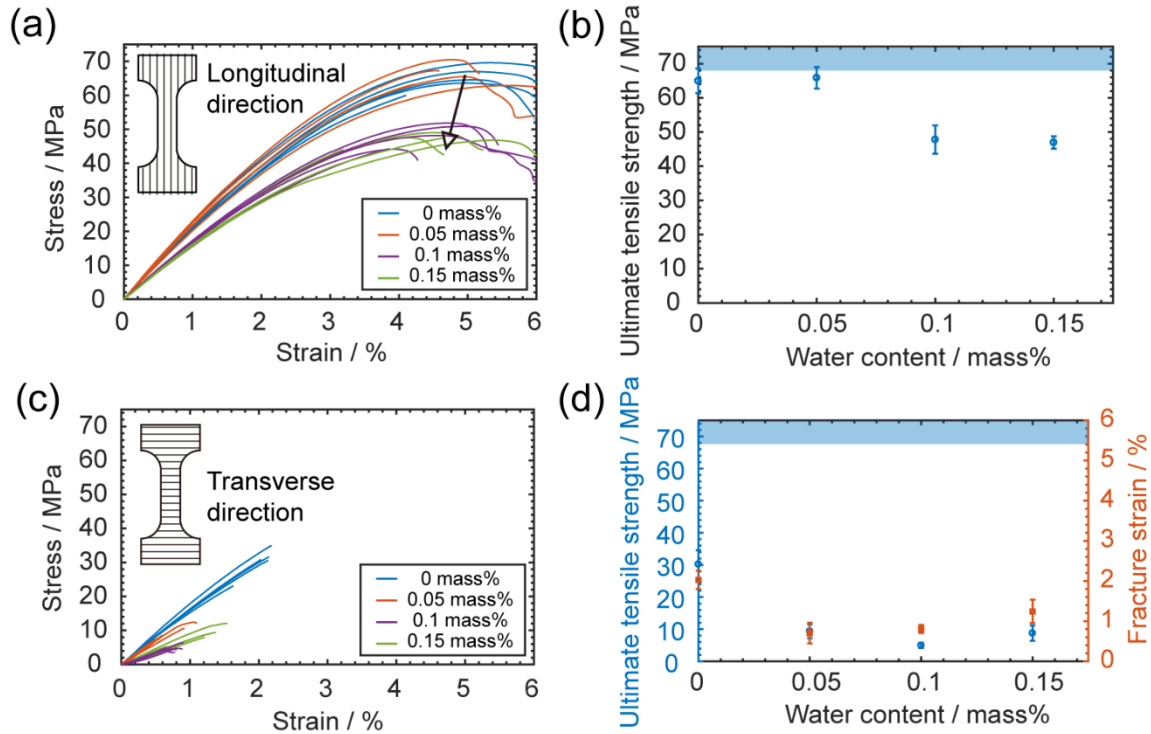 (a)
Stress / MPa
70
60
50
40
30
20
10
0
Longitudinal
direction
0 mass%
0.05 mass%
0.1 mass%
0.15 mass%
0 1 2 3 4 5 6
Strain / %
(b)
Ultimate tensile strength / MPa
70
60
50
40
30
20
10
0
0 0.05 0.1 0.15
Water content / mass%
(c)
Stress / MPa
70
60
50
40
30
20
10
0
Transverse
direction
0 mass%
0.05 mass%
0.1 mass%
0.15 mass%
0 1 2 3 4 5 6
Strain / %
(d)
Ultimate tensile strength / MPa
70
60
50
40
30
20
10
0
6
5
4
3
2
1
0
Fracture strain / %
0 0.05 0.1 0.15
Water content / mass%